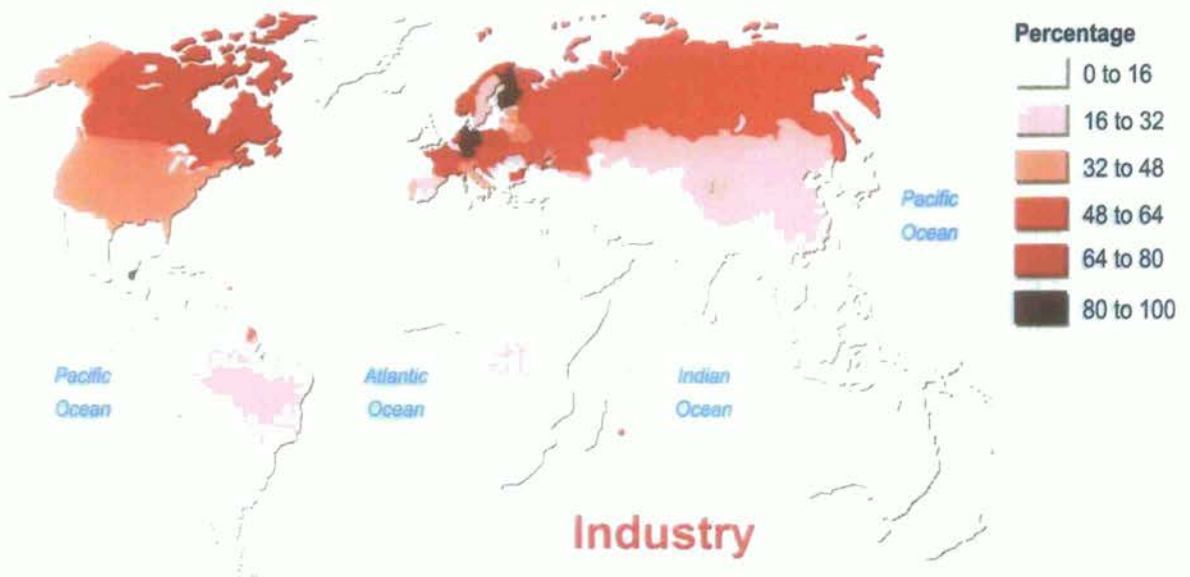 Percentage
0 to 16
16 to 32
32 to 48
48 to 64
64 to 80
80 to 100
Pacific
Ocean
Pacific
Ocean
Atlantic
Ocean
Indian
Ocean
Industry